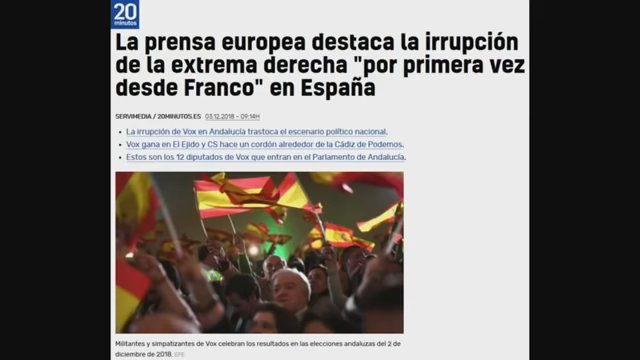 20
minutos
La prensa europea destaca la irrupción
de la extrema derecha "por primera vez
desde Franco" en España
SERVIMEDIA / 20MINUTOS.ES 03.12.2018 - 09:14H
La irrupción de Vox en Andalucía trastoca el escenario político nacional.
Vox gana en El Ejido y CS hace un cordón alrededor de la Cádiz de Podemos.
Estos son los 12 diputados de Vox que entran en el Parlamento de Andalucía.
Militantes y simpatizantes de Vox celebran los resultados en las elecciones andaluzas del 2 de
diciembre de 2018. EFE